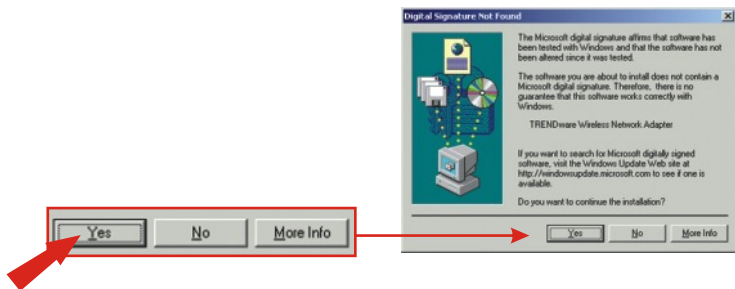 Digital Signature Not Found
The Microsoft digital signature affirms that software has
been tested with Windows and that the software has not
been altered since it was tested.
The software you are about to install does not contain a
Microsoft digital signature. Therefore, there is no
guarantee that this software works correctly with
Windows.
TRENDware Wireless Network Adapter
If you want to search for Microsoft digitally signed
software, visit the Windows Update Web site at
http://windowsupdate.microsoft.com to see if one is
available.
Do you want to continue the installation?
Yes No More Info
Yes No More Info